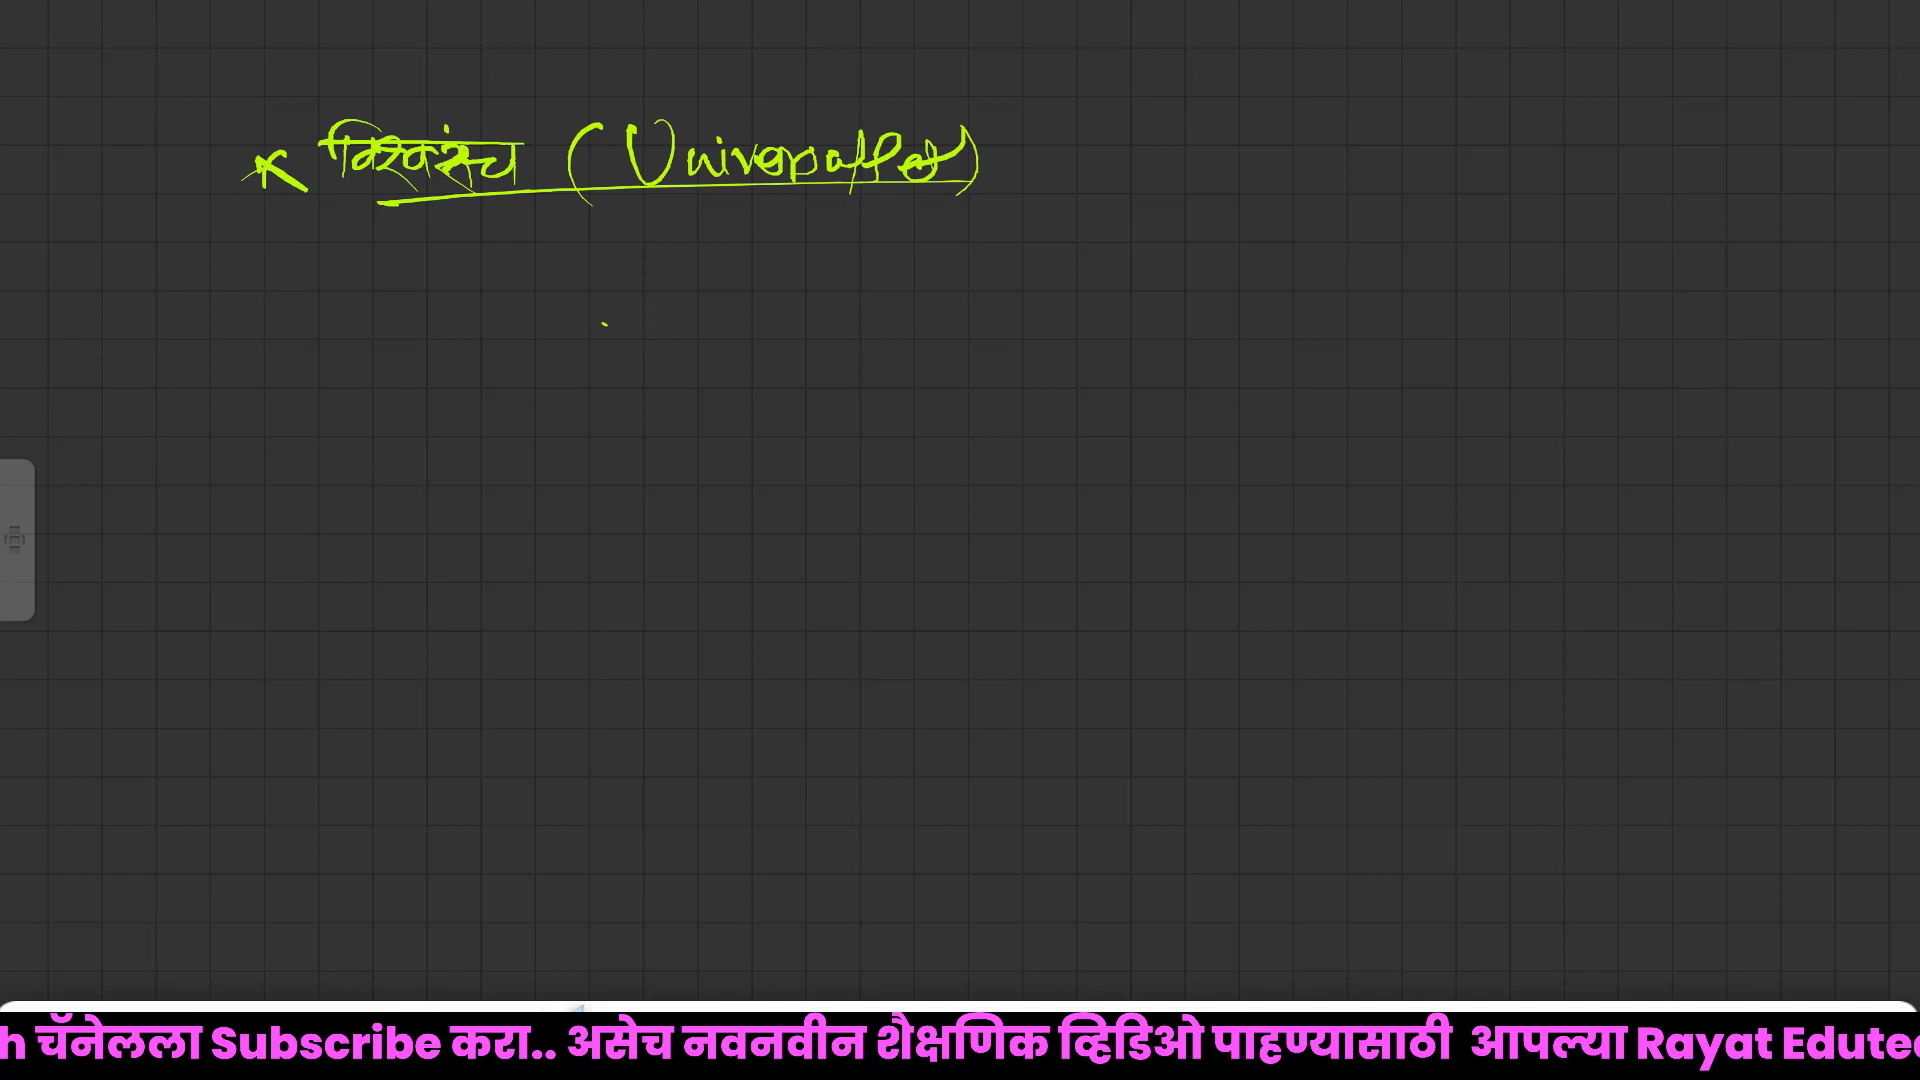 * विश्वसंच (Universal Set)
h चॅनेलला Subscribe करा.. असेच नवनवीन शैक्षणिक व्हिडिओ पाहण्यासाठी आपल्या Rayat Edutec